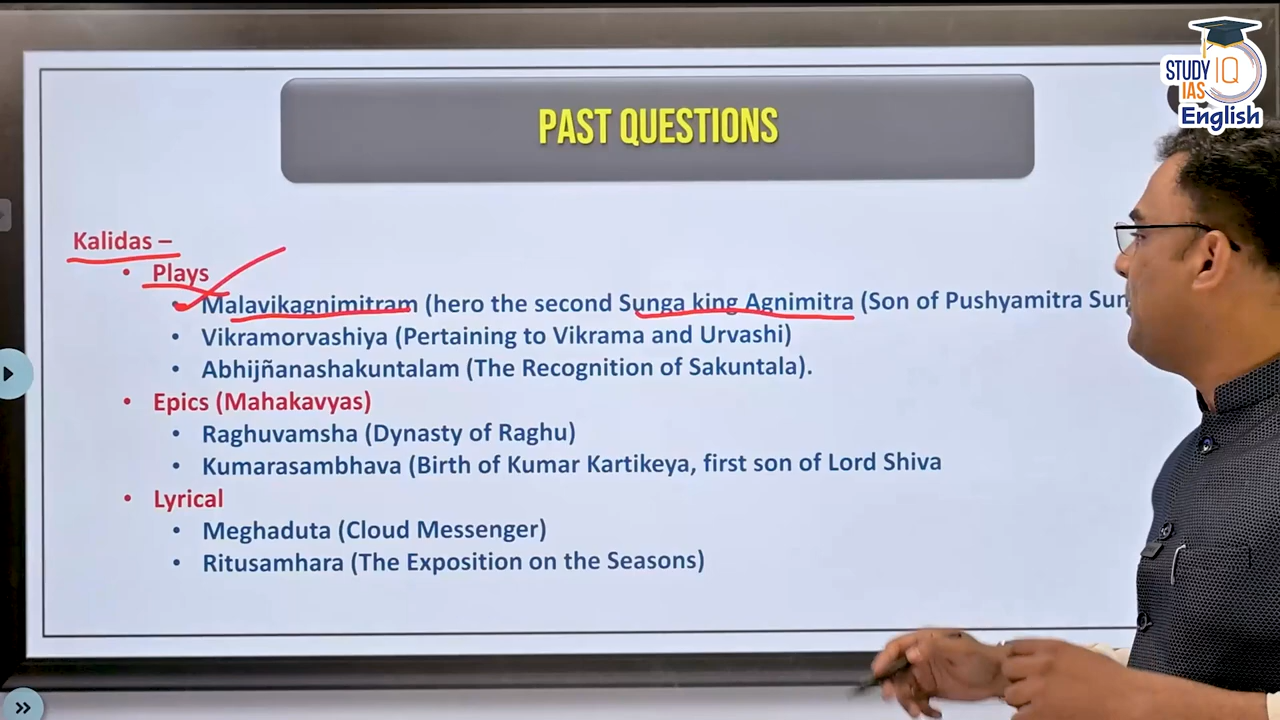 STUDY IQ
IAS
English
PAST QUESTIONS
Kalidas –
• Plays
• Malavikagnimitram (hero the second Sunga king Agnimitra (Son of Pushyamitra Sun
• Vikramorvashiya (Pertaining to Vikrama and Urvashi)
• Abhijñanashakuntalam (The Recognition of Sakuntala).
• Epics (Mahakavyas)
• Raghuvamsha (Dynasty of Raghu)
• Kumarasambhava (Birth of Kumar Kartikeya, first son of Lord Shiva
• Lyrical
• Meghaduta (Cloud Messenger)
• Ritusamhara (The Exposition on the Seasons)